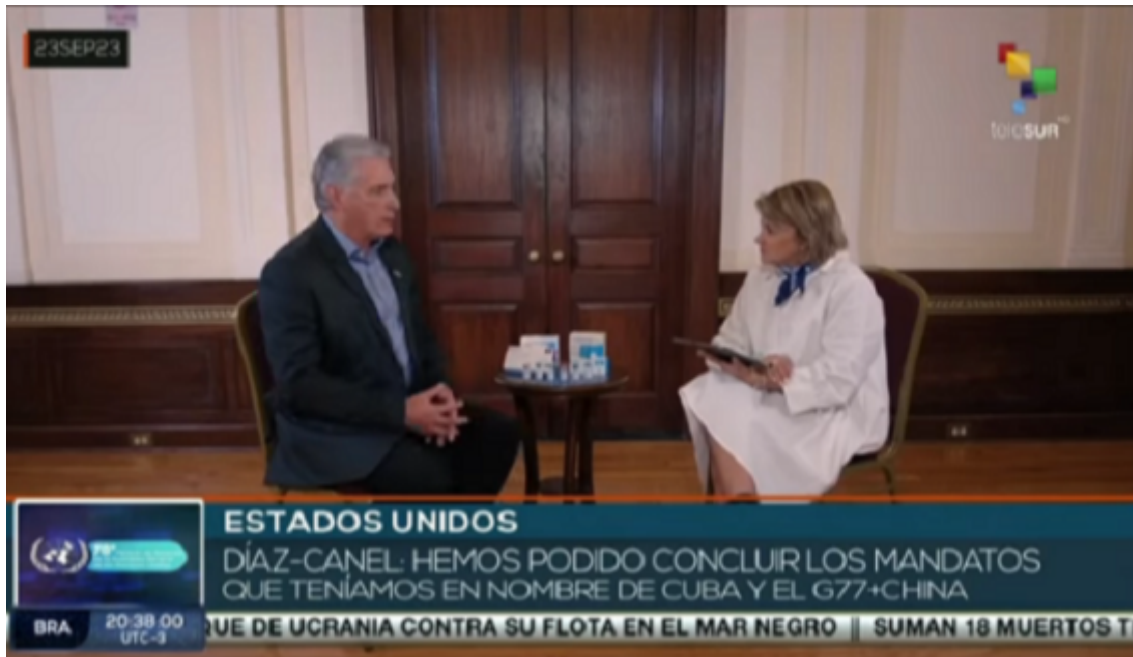 23SEP23
teleSUR
ESTADOS UNIDOS
DÍAZ-CANEL: HEMOS PODIDO CONCLUIR LOS MANDATOS
QUE TENÍAMOS EN NOMBRE DE CUBA Y EL G77+CHINA
BRA 20:38:00
UTC-3
UE DE UCRANIA CONTRA SU FLOTA EN EL MAR NEGRO || SUMAN 18 MUERTOS T